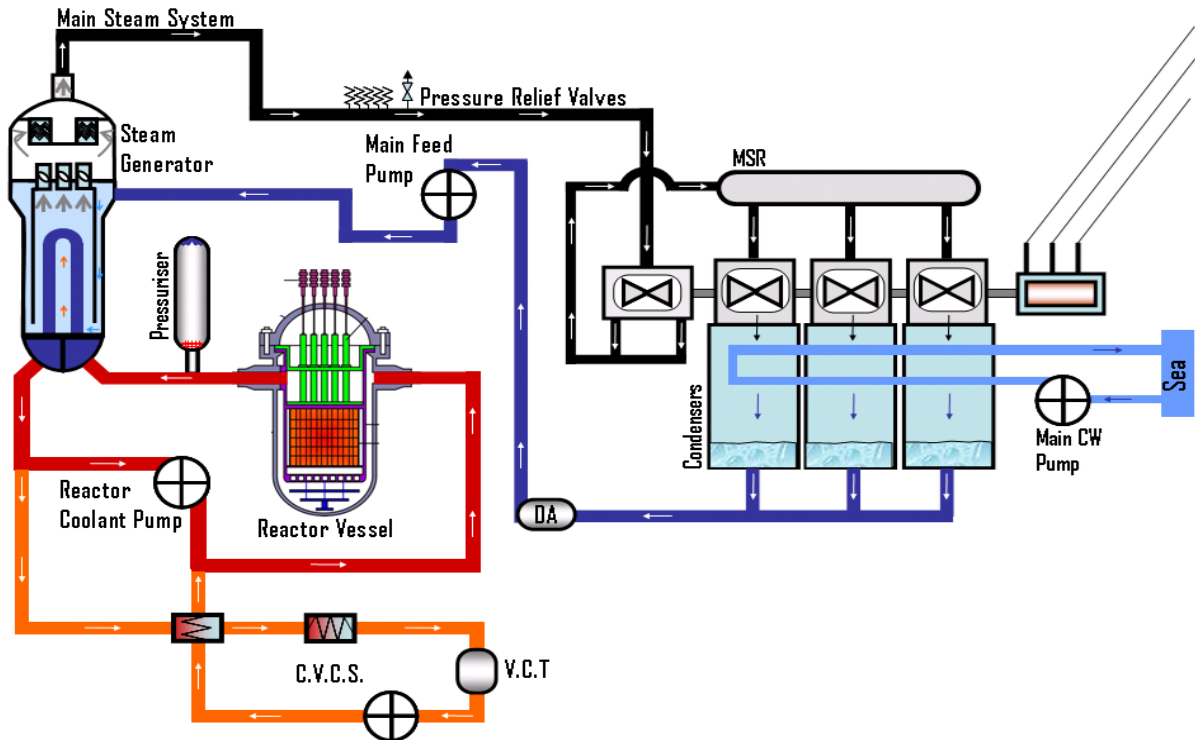 Main Steam System
Pressure Relief Valves
Steam
Generator
Main Feed
Pump
MSR
Pressuriser
Sea
Condensers
Main CW
Pump
Reactor
Coolant Pump
Reactor Vessel
DA
C.V.C.S.
V.C.T